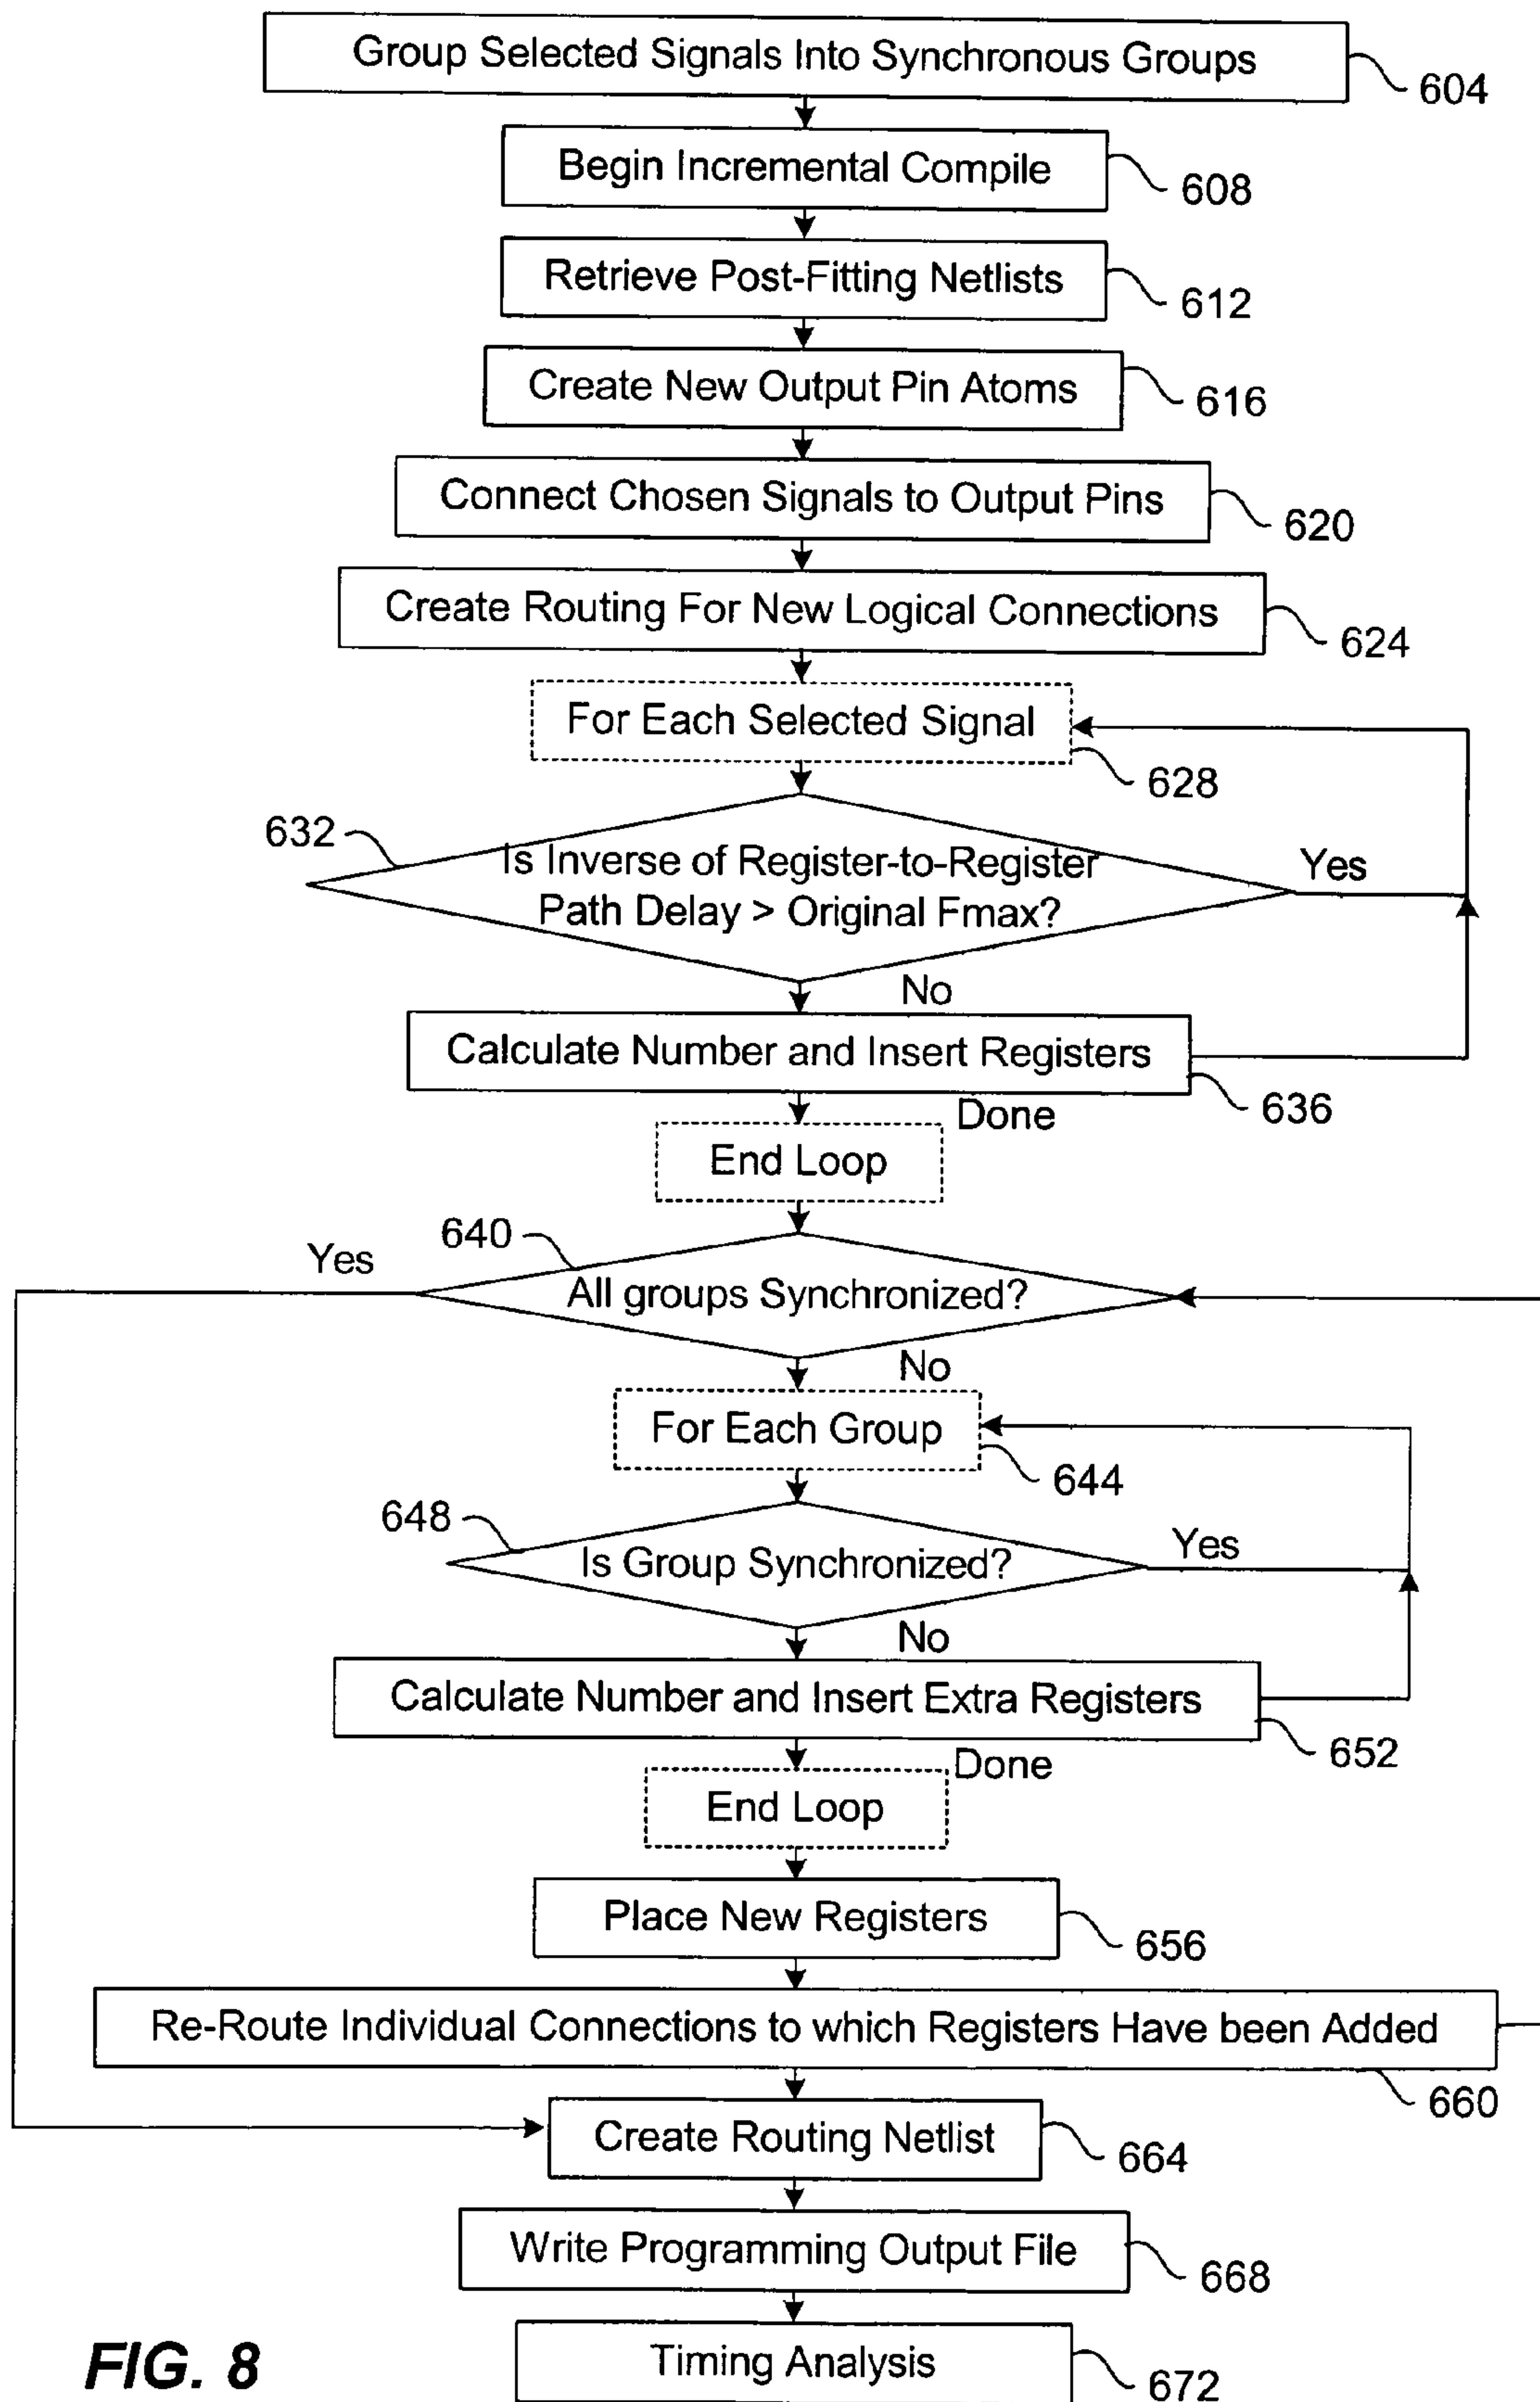 Group Selected Signals Into Synchronous Groups
604
Begin Incremental Compile
608
Retrieve Post-Fitting Netlists
612
Create New Output Pin Atoms
616
Connect Chosen Signals to Output Pins
620
Create Routing For New Logical Connections
624
For Each Selected Signal
628
632
Is Inverse of Register-to-Register
Path Delay > Original Fmax?
Yes
No
Calculate Number and Insert Registers
636
Done
End Loop
640
Yes
All groups Synchronized?
No
For Each Group
644
648
Is Group Synchronized?
Yes
No
Calculate Number and Insert Extra Registers
652
Done
End Loop
Place New Registers
656
Re-Route Individual Connections to which Registers Have been Added
660
Create Routing Netlist
664
Write Programming Output File
668
Timing Analysis
672
FIG. 8